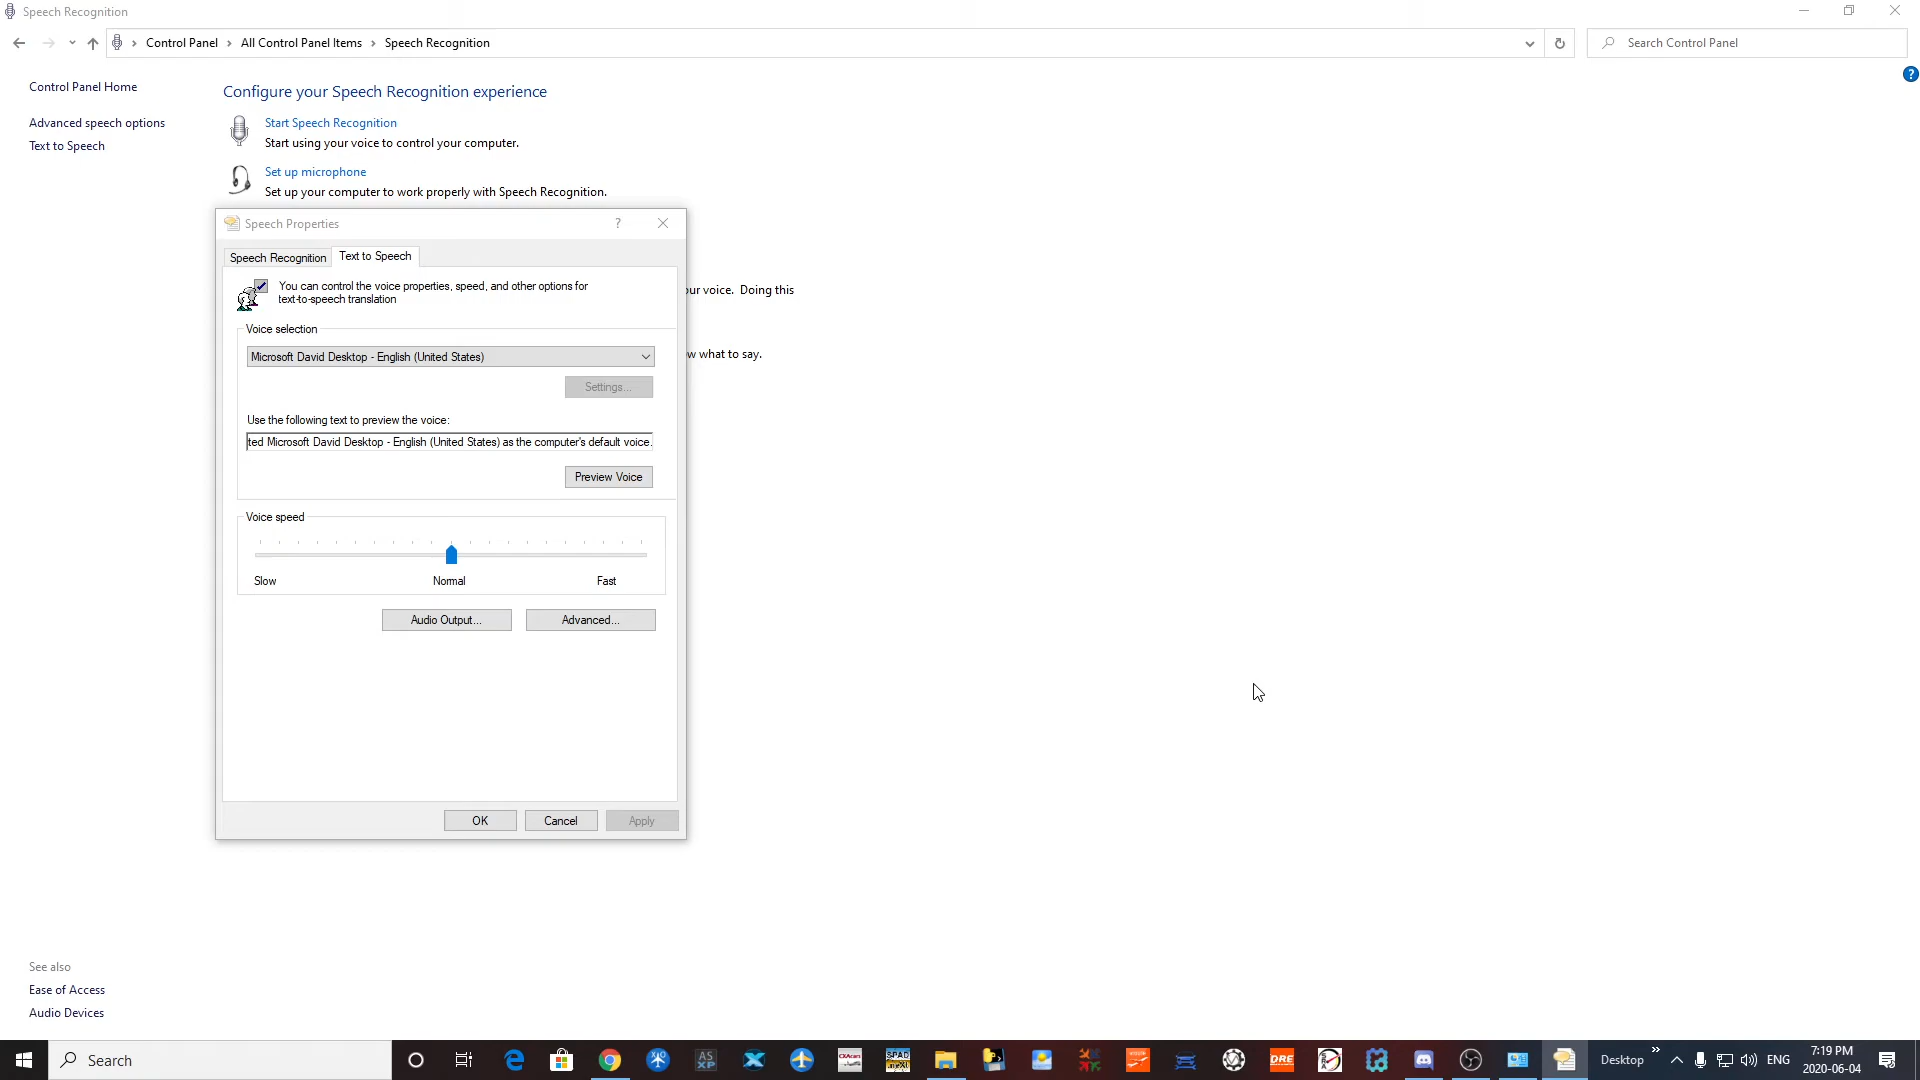 Speech Recognition
Control Panel > All Control Panel Items > Speech Recognition
Search Control Panel
?
Control Panel Home
Advanced speech options
Text to Speech
Configure your Speech Recognition experience
Start Speech Recognition
Start using your voice to control your computer.
Set up microphone
Set up your computer to work properly with Speech Recognition.
our voice. Doing this
w what to say.
Speech Properties
?
Speech Recognition
Text to Speech
You can control the voice properties, speed, and other options for
text-to-speech translation
Voice selection
Microsoft David Desktop - English (United States)
Settings...
Use the following text to preview the voice:
ted Microsoft David Desktop - English (United States) as the computer's default voice.
Preview Voice
Voice speed
Slow
Normal
Fast
Audio Output...
Advanced...
OK
Cancel
Apply
See also
Ease of Access
Audio Devices
Search
AS
XP
SPAD
DRE
Desktop
ENG
7:19 PM
2020-06-04